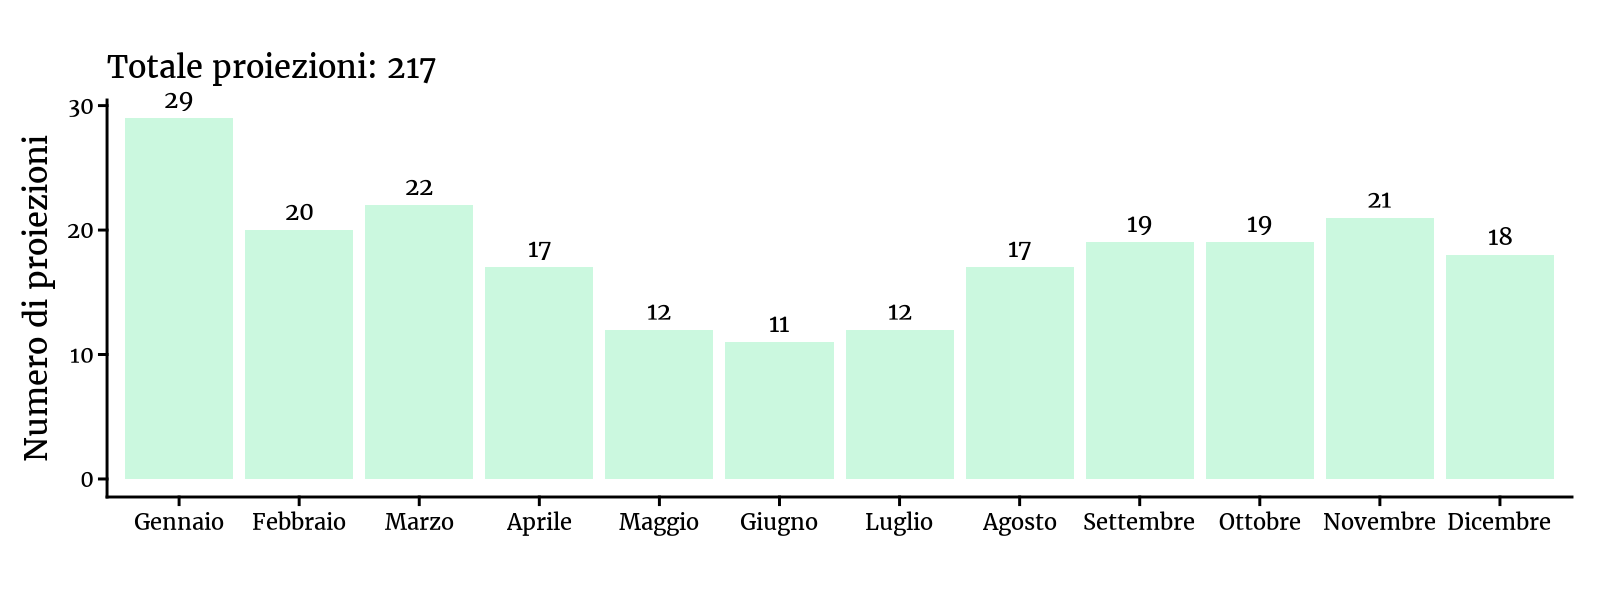 Totale proiezioni: 217
Numero di proiezioni
30
20
10
0
29
20
22
17
12
11
12
17
19
19
21
18
Gennaio
Febbraio
Marzo
Aprile
Maggio
Giugno
Luglio
Agosto
Settembre
Ottobre
Novembre
Dicembre